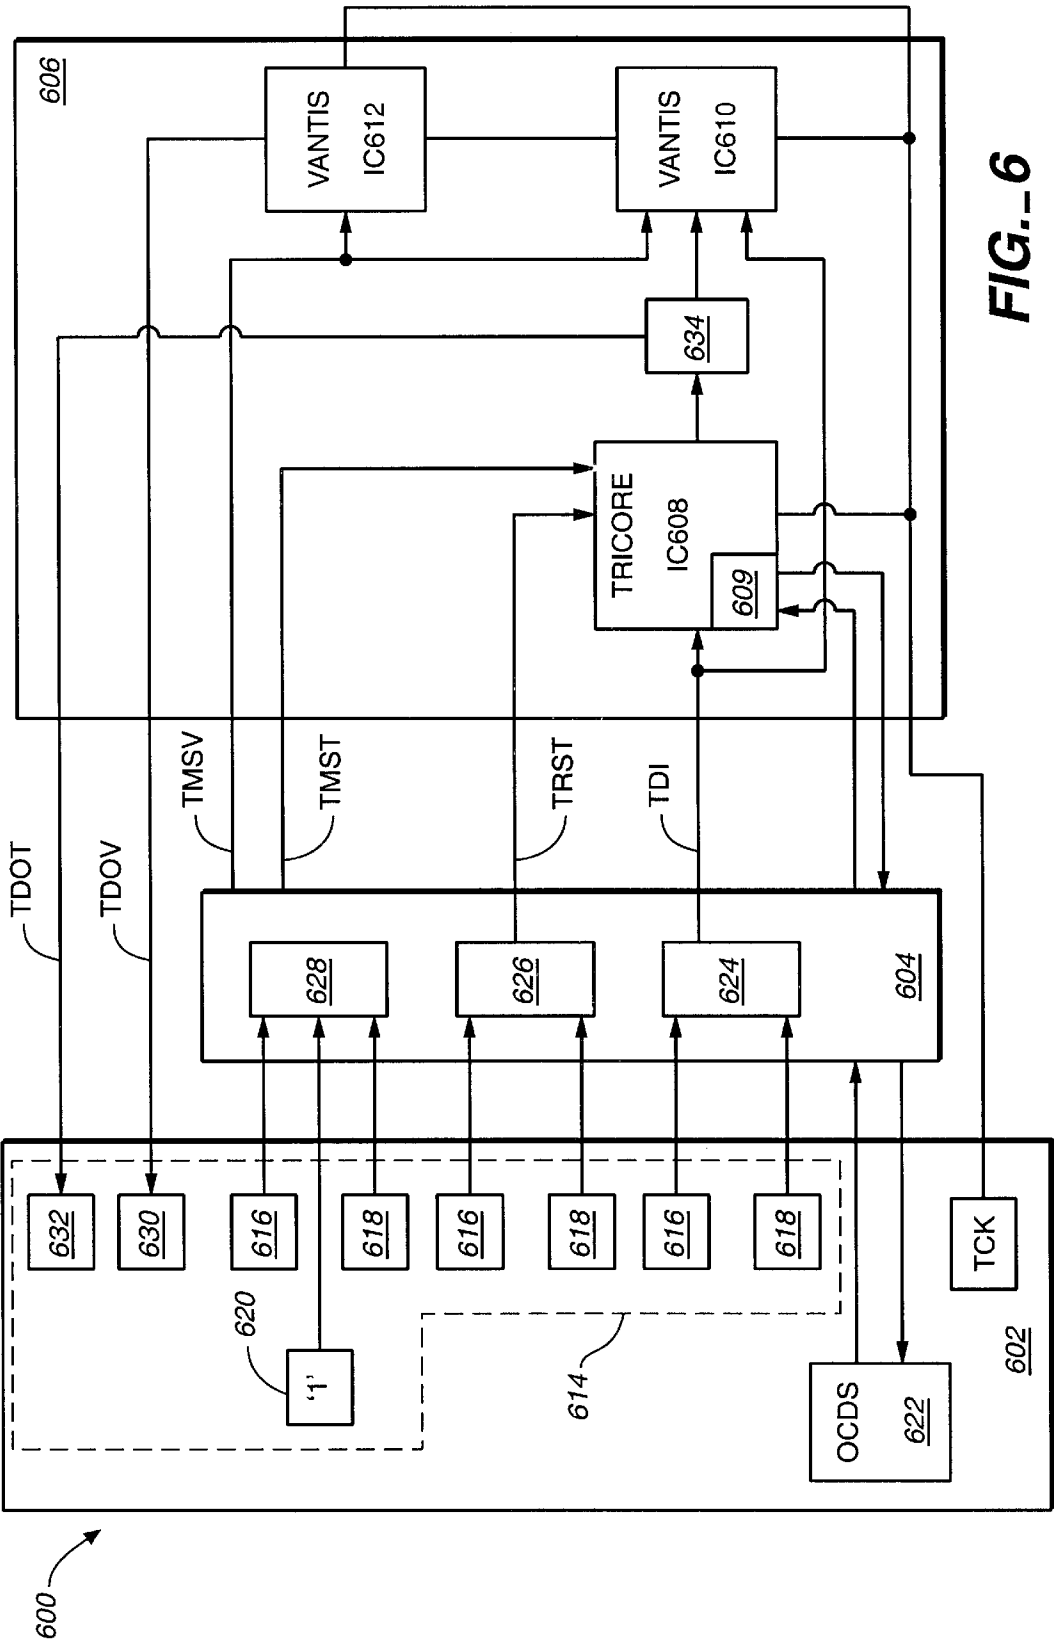 600
602
632
630
616
618
616
618
616
618
620
'1'
614
OCDS
622
TCK
604
628
626
624
TDOT
TDOV
TMSV
TMST
TRST
TDI
606
TRICORE
IC608
609
634
VANTIS
IC612
VANTIS
IC610
FIG._6